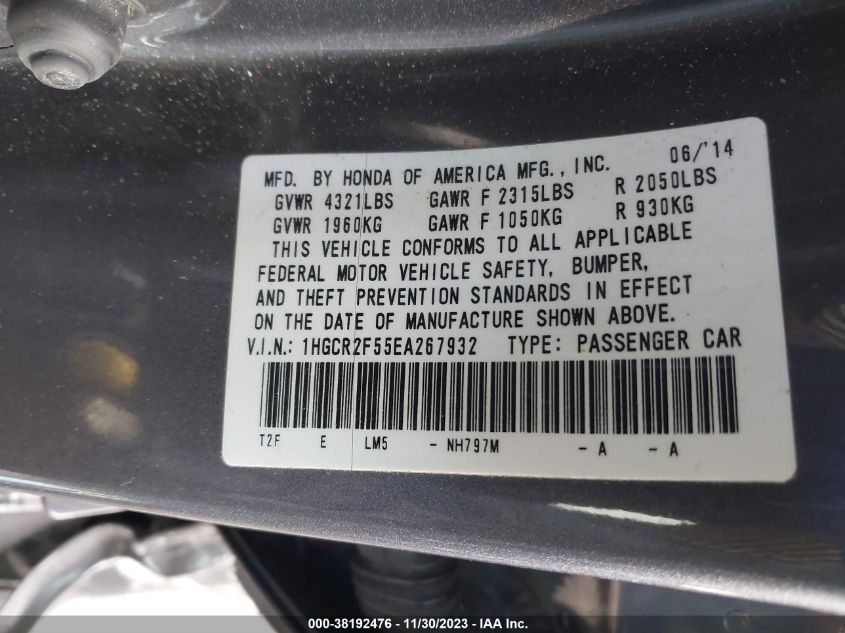 MFD. BY HONDA OF AMERICA MFG., INC. 06/'14
GVWR 4321LBS GAWR F 2315LBS R 2050LBS
GVWR 1960KG GAWR F 1050KG R 930KG
THIS VEHICLE CONFORMS TO ALL APPLICABLE
FEDERAL MOTOR VEHICLE SAFETY, BUMPER,
AND THEFT PREVENTION STANDARDS IN EFFECT
ON THE DATE OF MANUFACTURE SHOWN ABOVE.
V.I.N.: 1HGCR2F55EA267932 TYPE: PASSENGER CAR
T2F E LM5 - NH797M - A - A
000-38192476 - 11/30/2023 - IAA Inc.